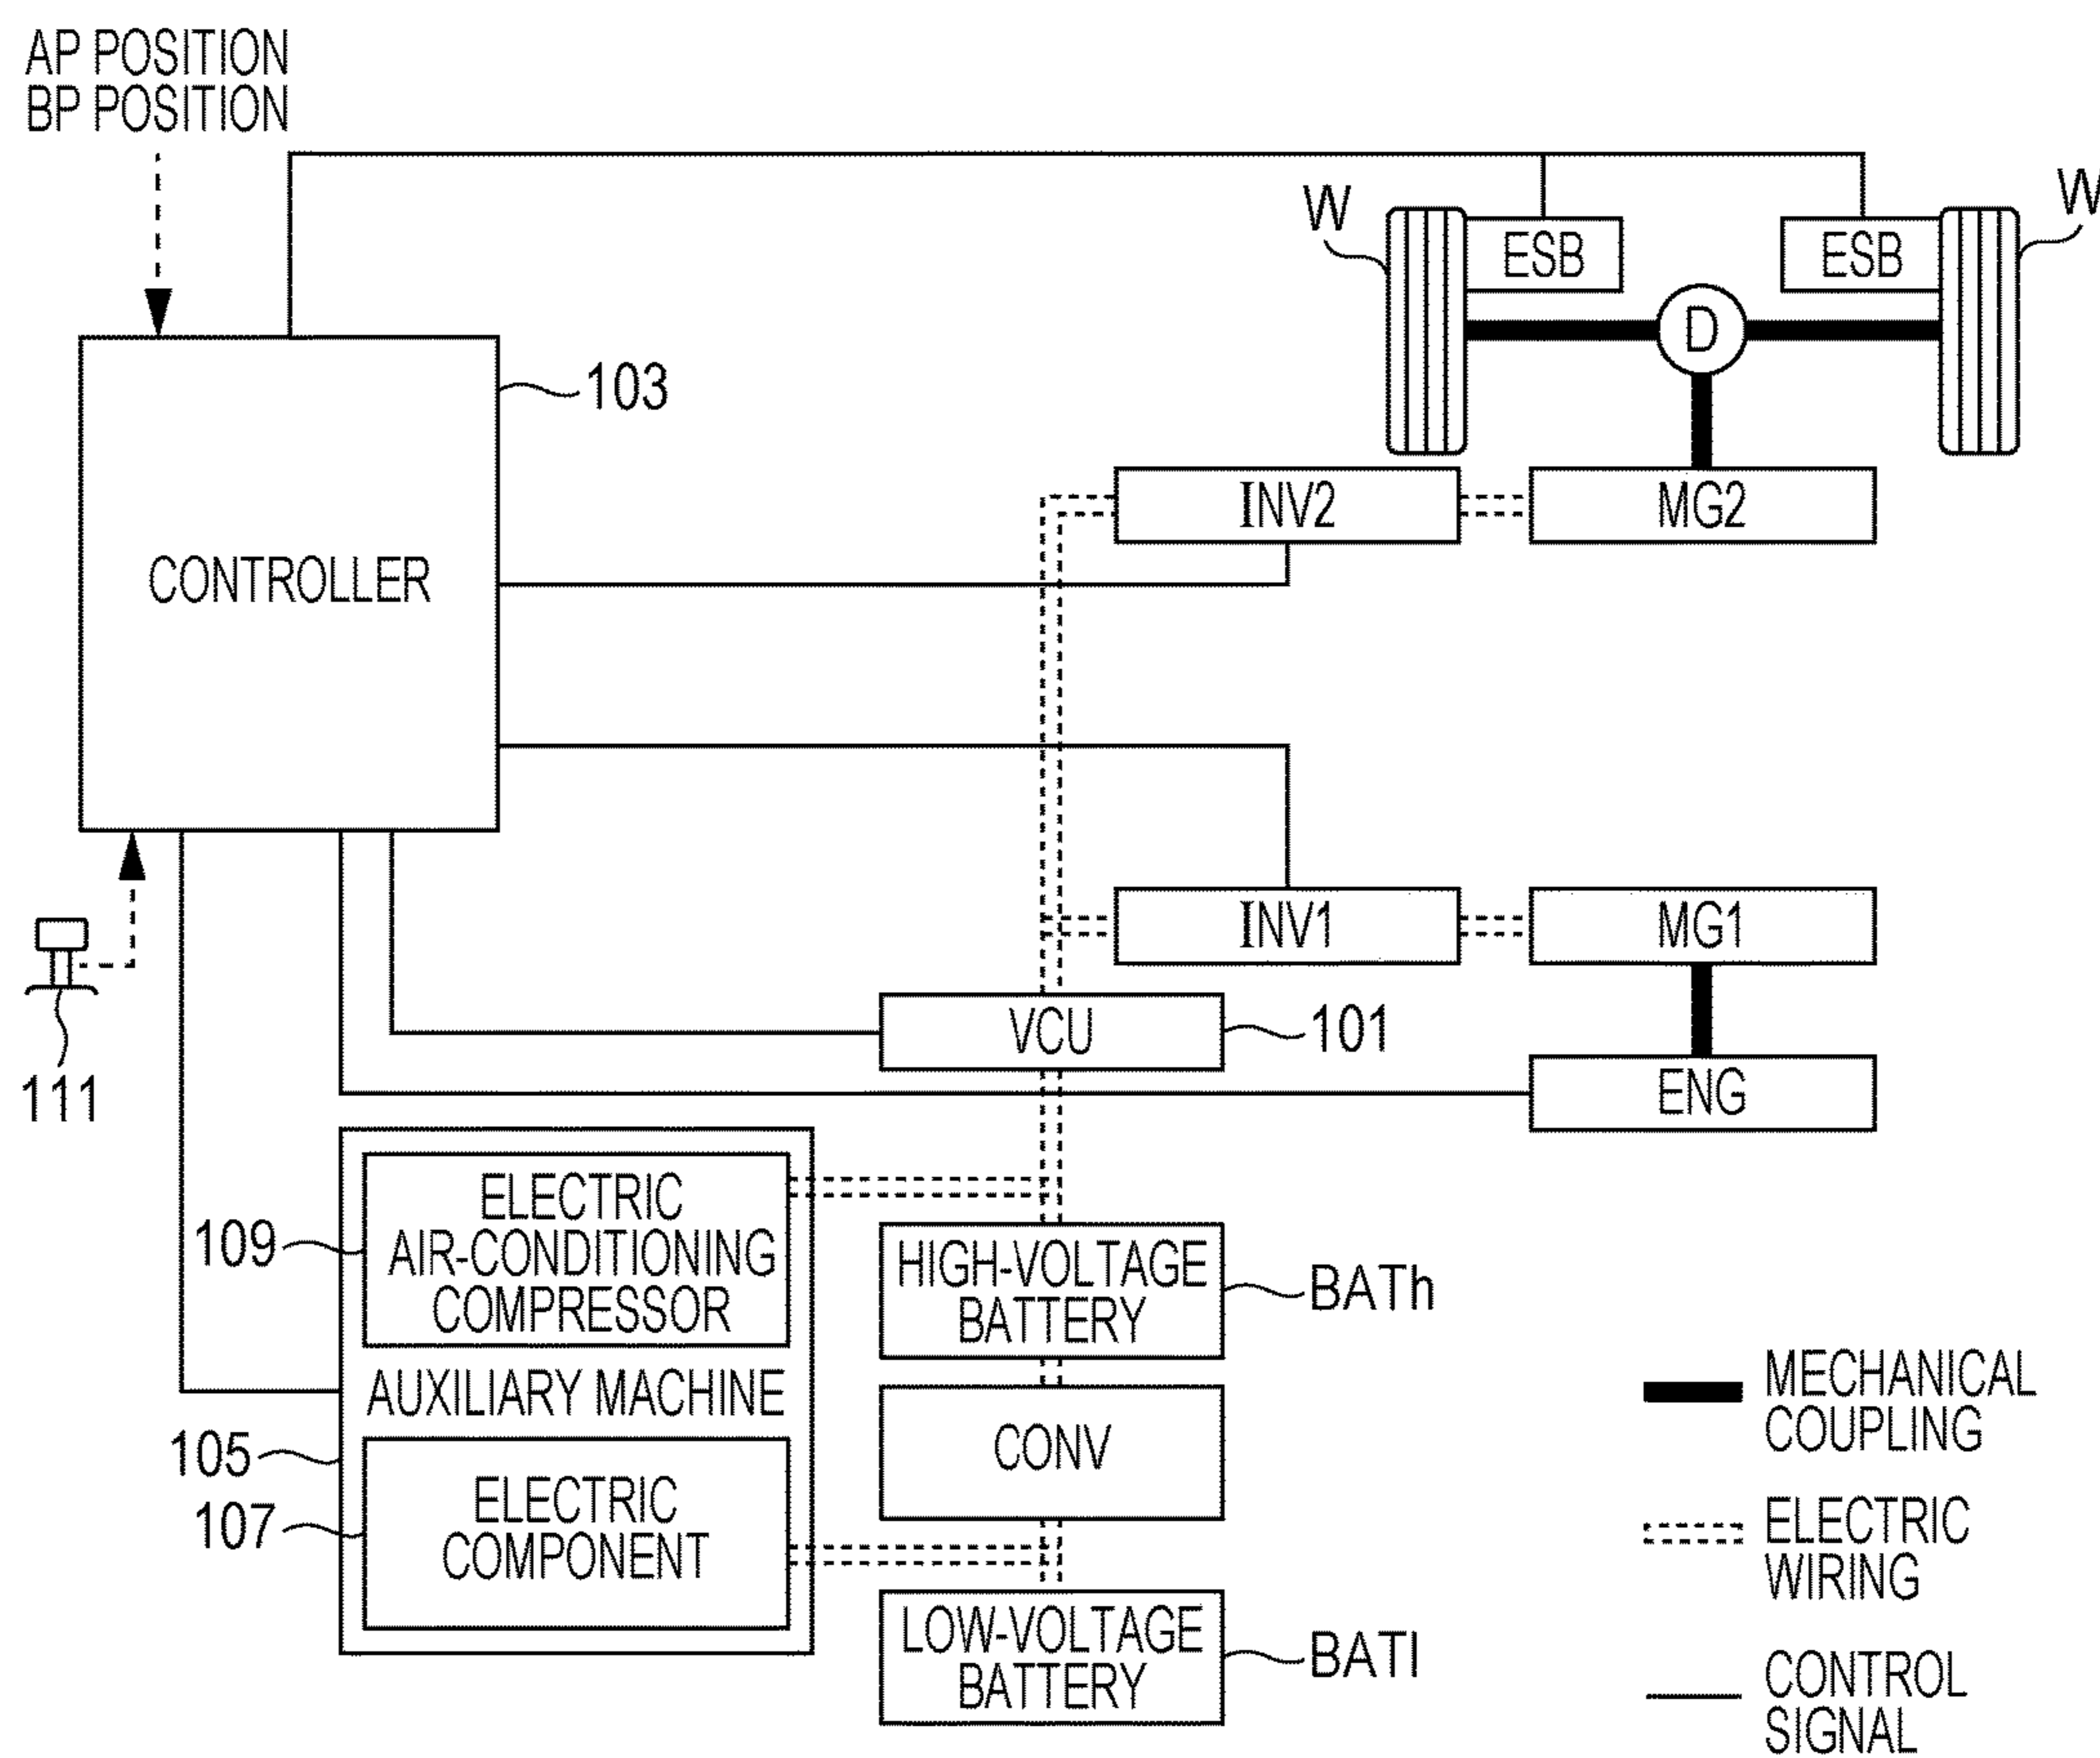 AP POSITION
BP POSITION
W
W
ESB
ESB
D
103
INV2
MG2
CONTROLLER
INV1
MG1
VCU
101
111
ENG
ELECTRIC
AIR-CONDITIONING
COMPRESSOR
109
HIGH-VOLTAGE
BATTERY
BATh
AUXILIARY MACHINE
105
CONV
107
ELECTRIC
COMPONENT
LOW-VOLTAGE
BATTERY
BATl
MECHANICAL
COUPLING
ELECTRIC
WIRING
CONTROL
SIGNAL